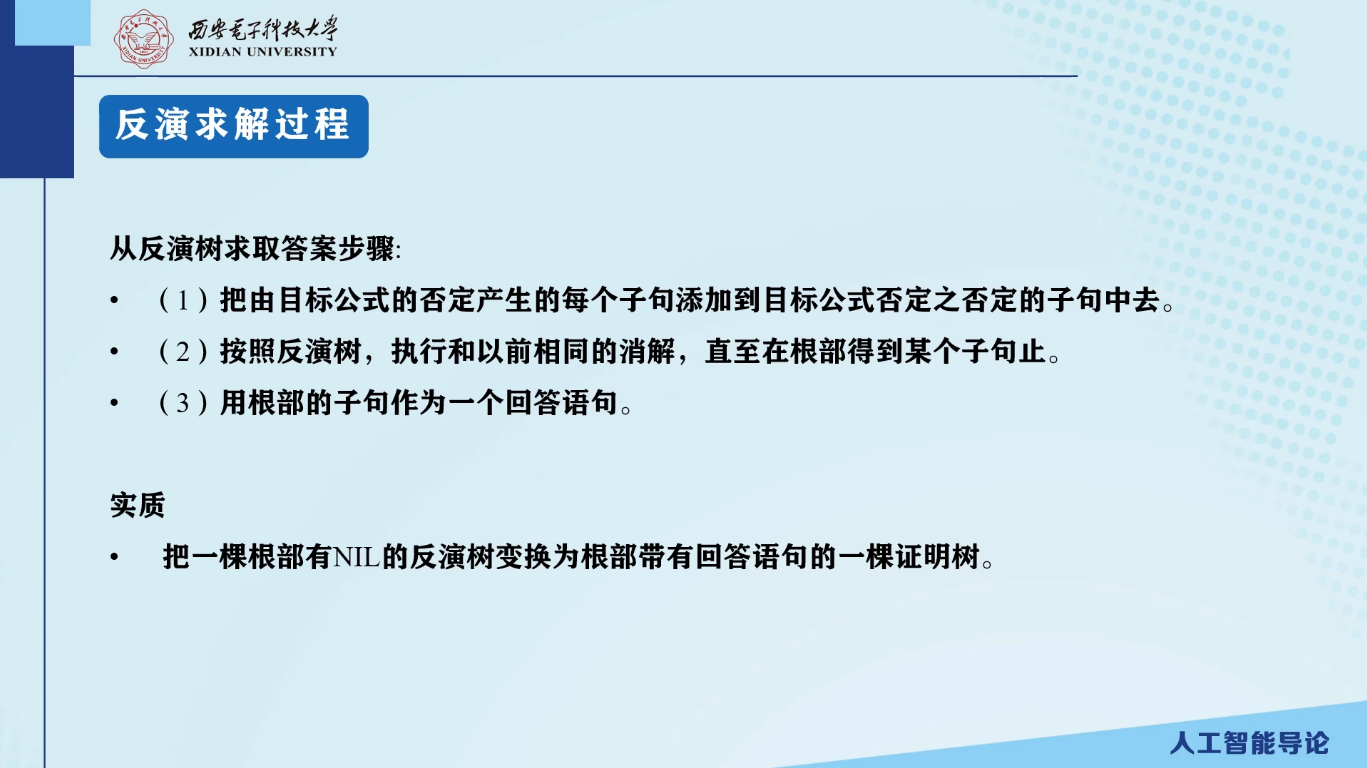 西安电子科技大学
XIDIAN UNIVERSITY
反演求解过程
从反演树求取答案步骤:
• （1）把由目标公式的否定产生的每个子句添加到目标公式否定之否定的子句中去。
• （2）按照反演树，执行和以前相同的消解，直至在根部得到某个子句止。
• （3）用根部的子句作为一个回答语句。
实质
• 把一棵根部有NIL的反演树变换为根部带有回答语句的一棵证明树。
人工智能导论